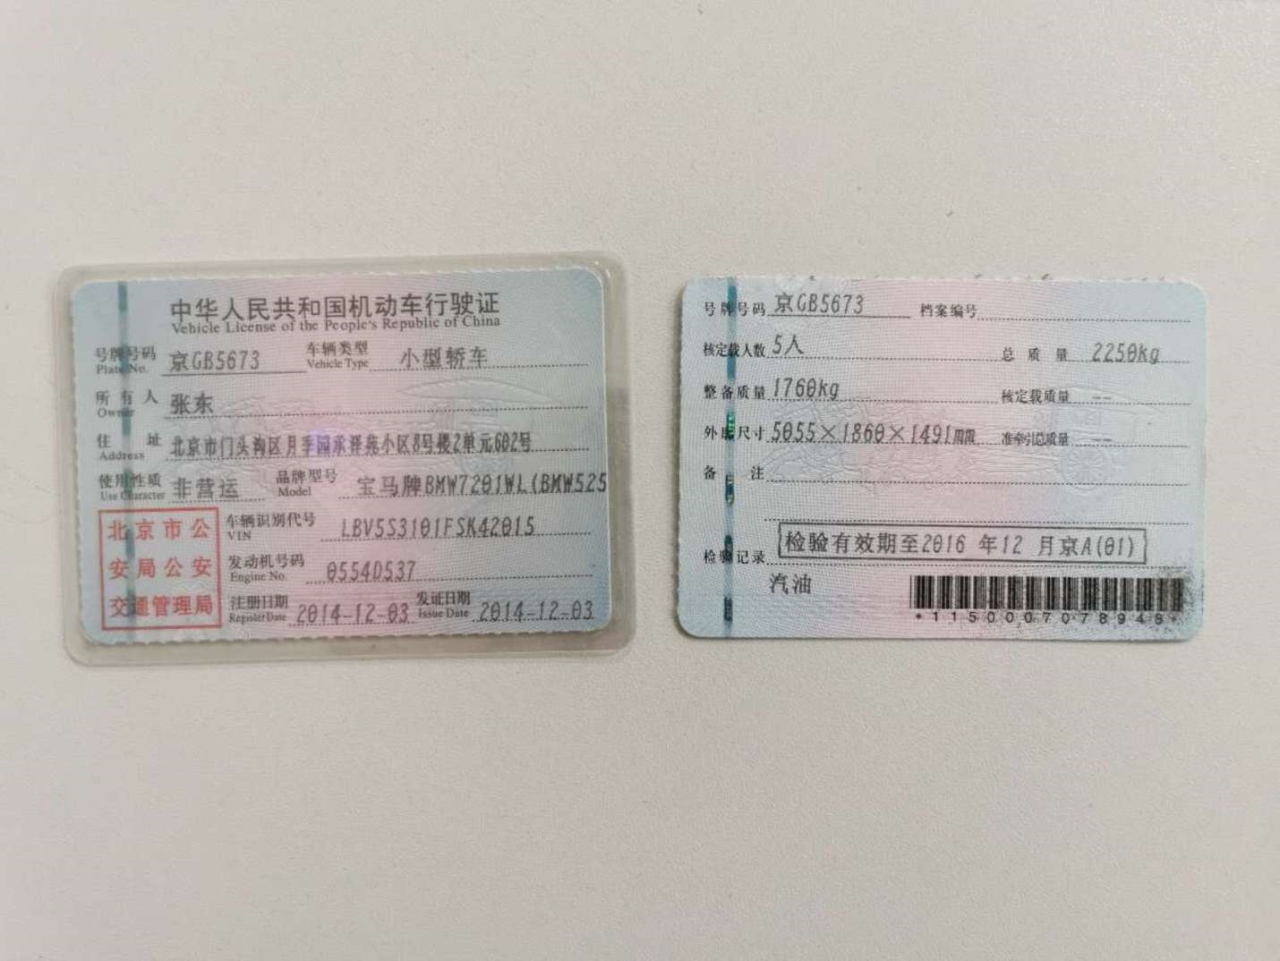 中华人民共和国机动车行驶证
Vehicle License of the People's Republic of China
号牌号码 京GB5673 车辆类型 小型轿车
Plate No. Vehicle Type
所有人 张东
Owner
住址 北京市门头沟区月季园承泽苑小区8号楼2单元602号
Address
使用性质 非营运 品牌型号 宝马牌BMW7201WL(BMW525
Use Character Model
北京市公
安局公安
交通管理局
车辆识别代号 LBV5S3101FSK42015
VIN
发动机号码 0554D537
Engine No.
注册日期 2014-12-03 发证日期 2014-12-03
Register Date Issue Date
号牌号码 京GB5673 档案编号
核定载人数 5人 总质量 2250kg
整备质量 1760kg 核定载质量 --
外廓尺寸 5055×1860×1491 准牵引总质量 --
备注
检验记录 检验有效期至2016 年12 月京A(01)
汽油
*1150007078948*